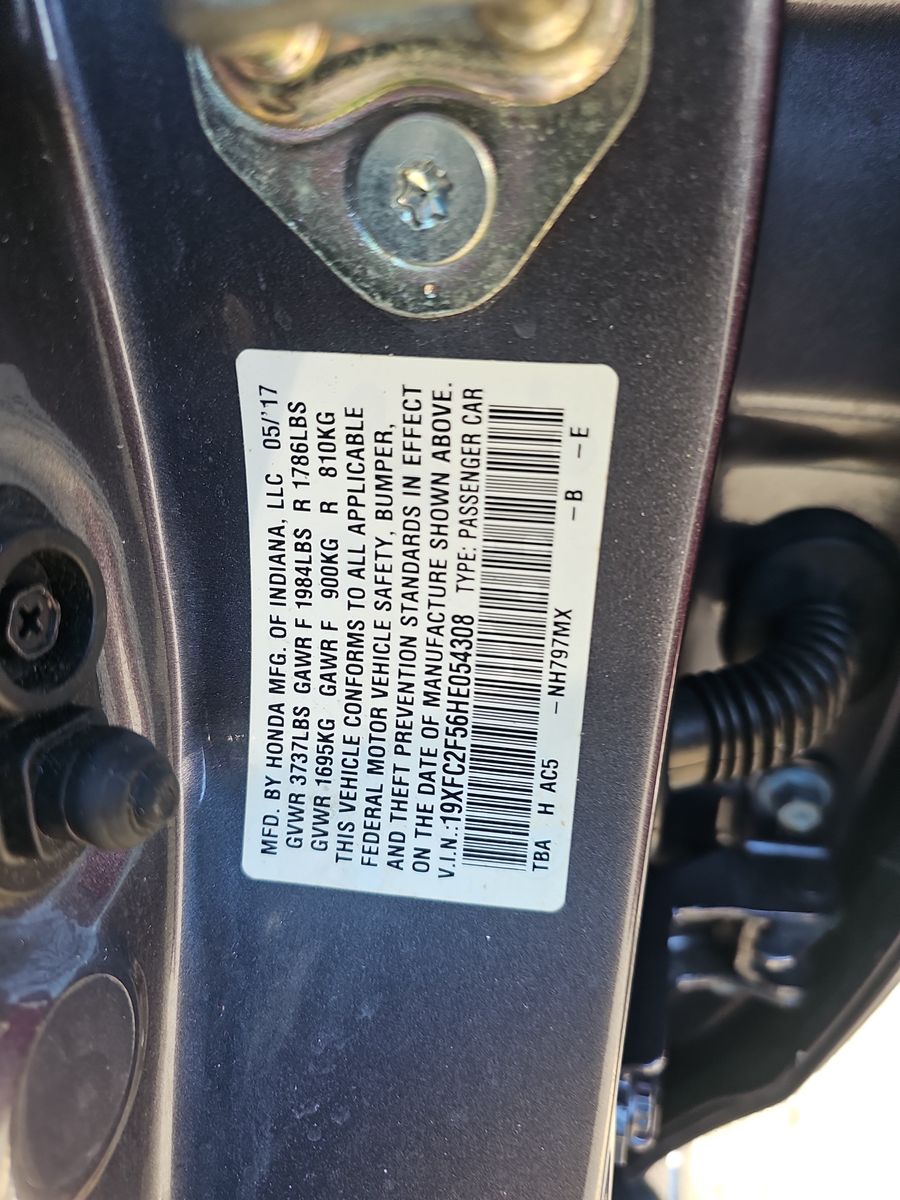 MFD. BY HONDA MFG. OF INDIANA, LLC 05/'17
GVWR 3737LBS GAWR F 1984LBS R 1786LBS
GVWR 1695KG GAWR F 900KG R 810KG
THIS VEHICLE CONFORMS TO ALL APPLICABLE
FEDERAL MOTOR VEHICLE SAFETY, BUMPER,
AND THEFT PREVENTION STANDARDS IN EFFECT
ON THE DATE OF MANUFACTURE SHOWN ABOVE.
V.I.N.:19XFC2F56HE054308 TYPE: PASSENGER CAR
TBA H AC5 –NH797MX –B –E